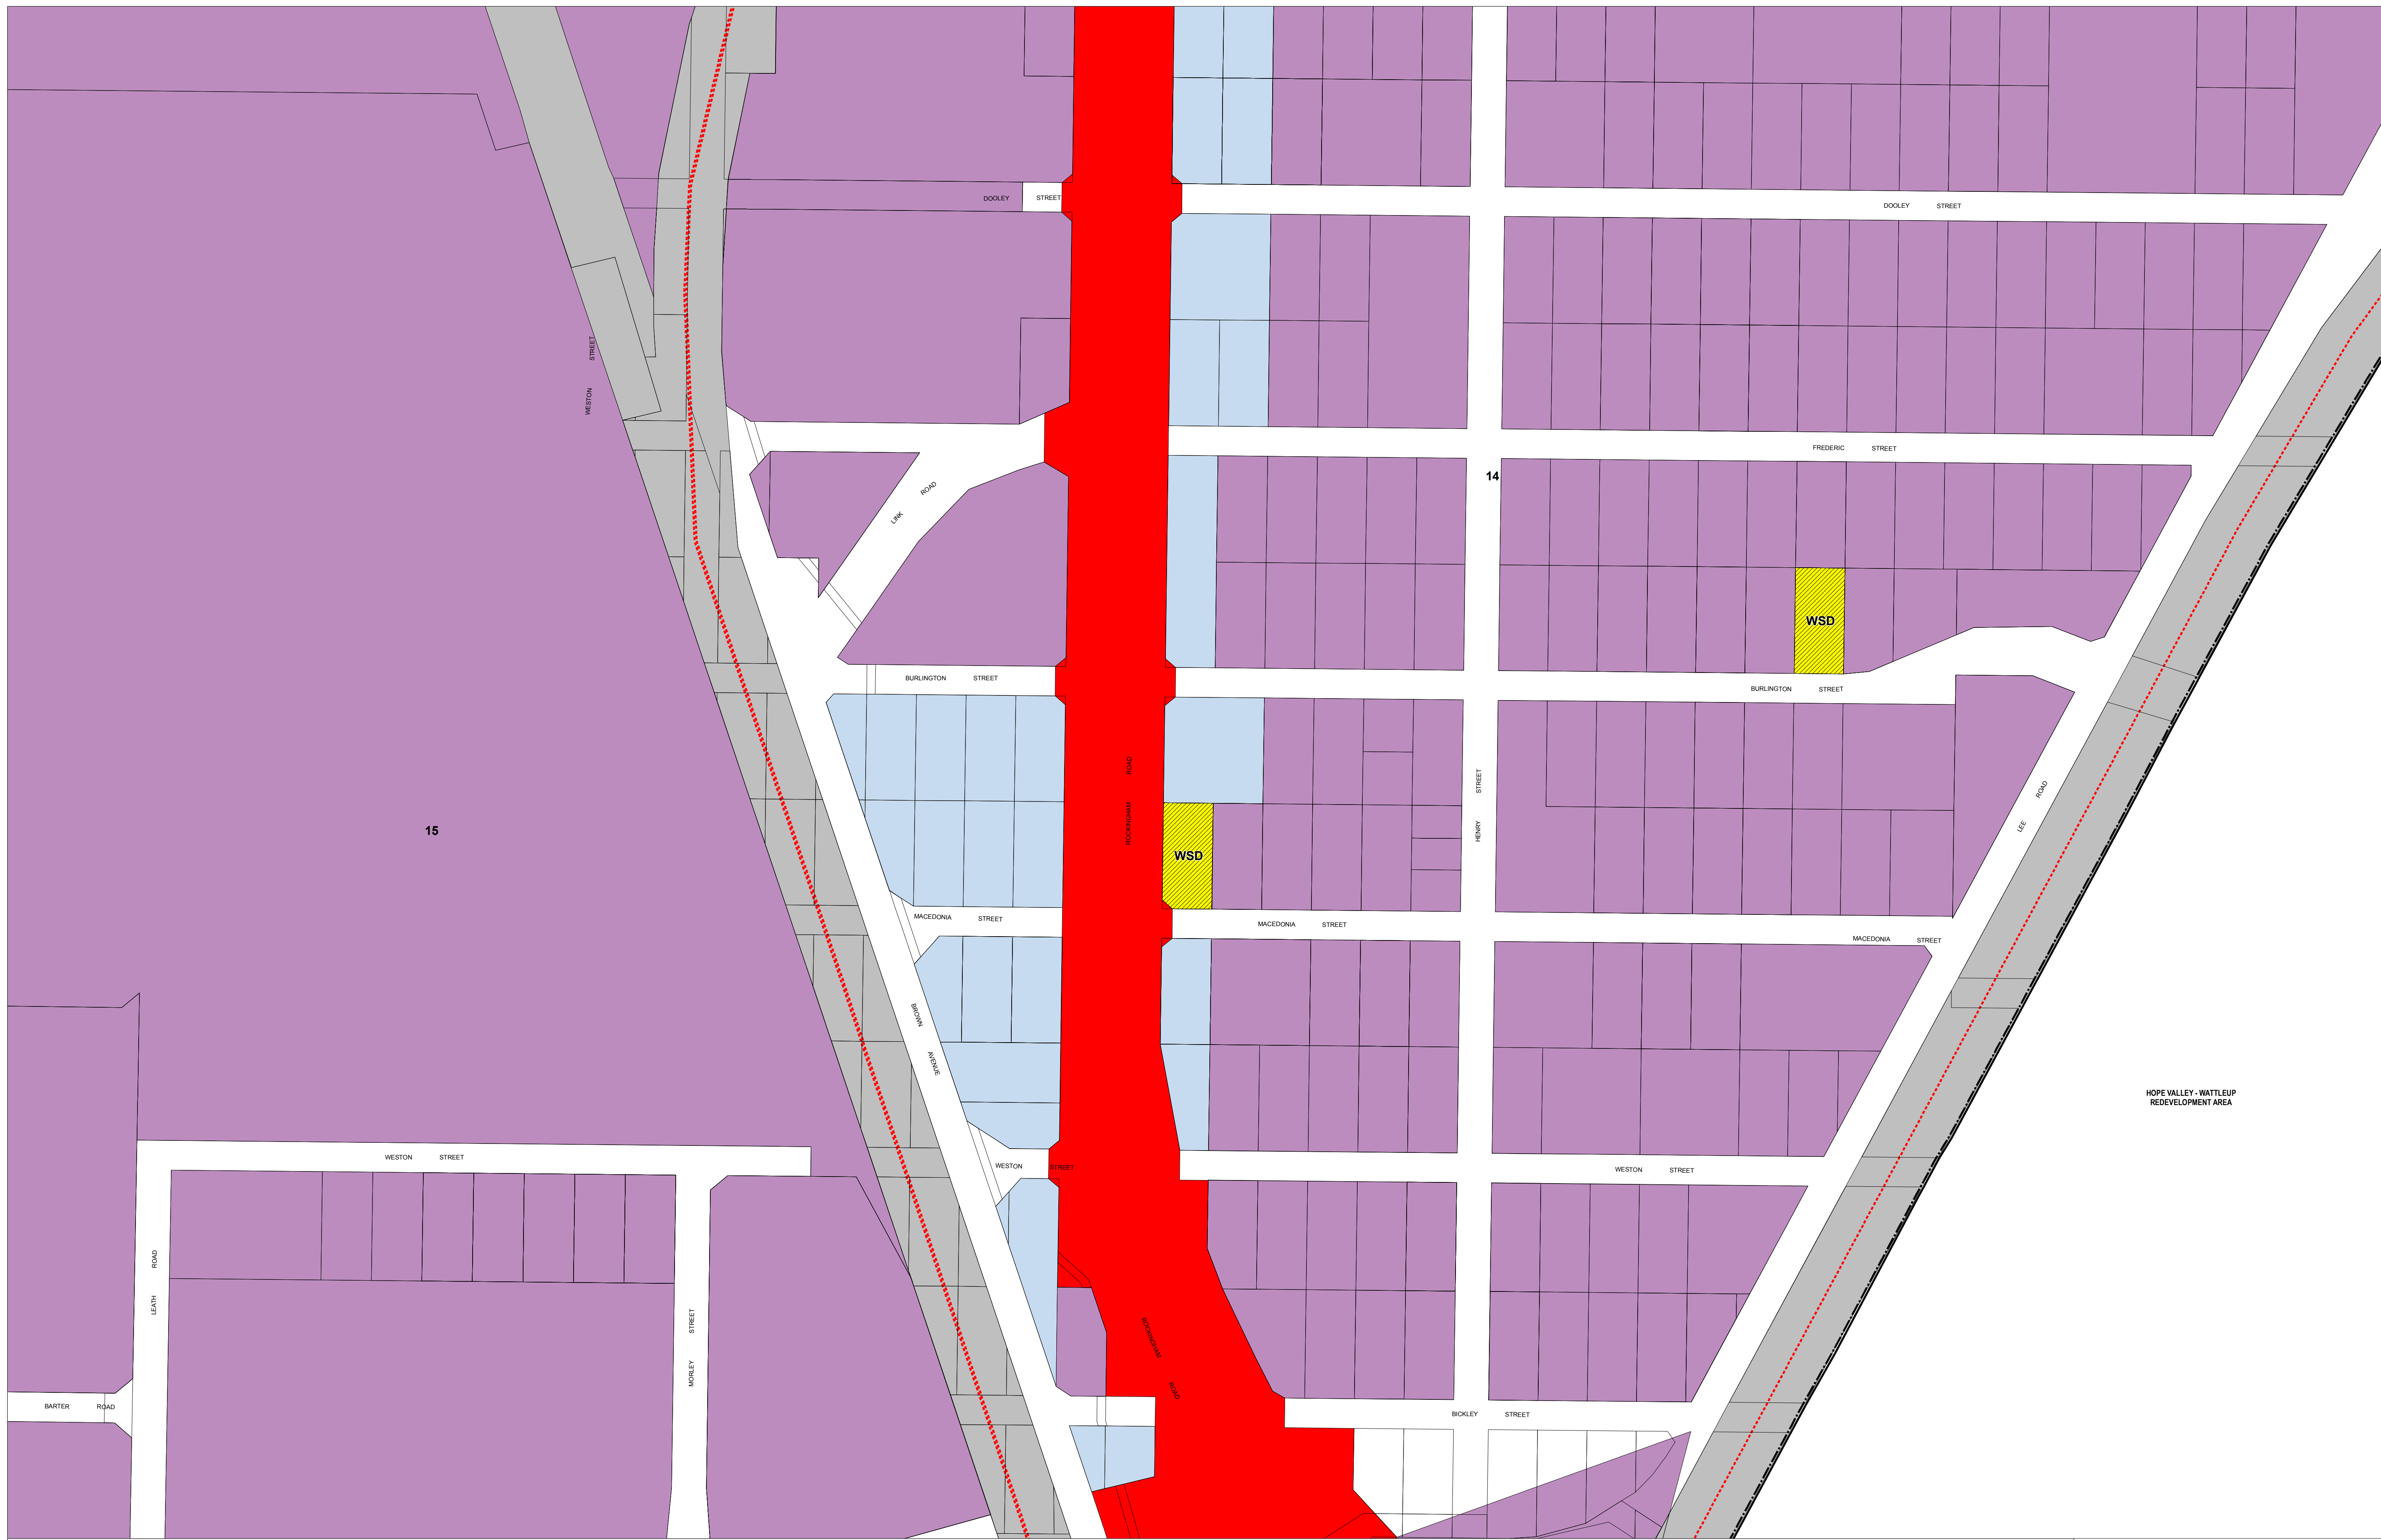 DOOLEY STREET
DOOLEY STREET
WESTON STREET
FREDERIC STREET
14
LINK ROAD
WSD
BURLINGTON STREET
BURLINGTON STREET
ROCKINGHAM ROAD
HENRY STREET
LEE ROAD
15
WSD
MACEDONIA STREET
MACEDONIA STREET
MACEDONIA STREET
BROWN AVENUE
HOPE VALLEY - WATTLEUP
REDEVELOPMENT AREA
WESTON STREET
WESTON STREET
WESTON STREET
LEATH ROAD
MORLEY STREET
ROCKINGHAM ROAD
BARTER ROAD
BICKLEY STREET